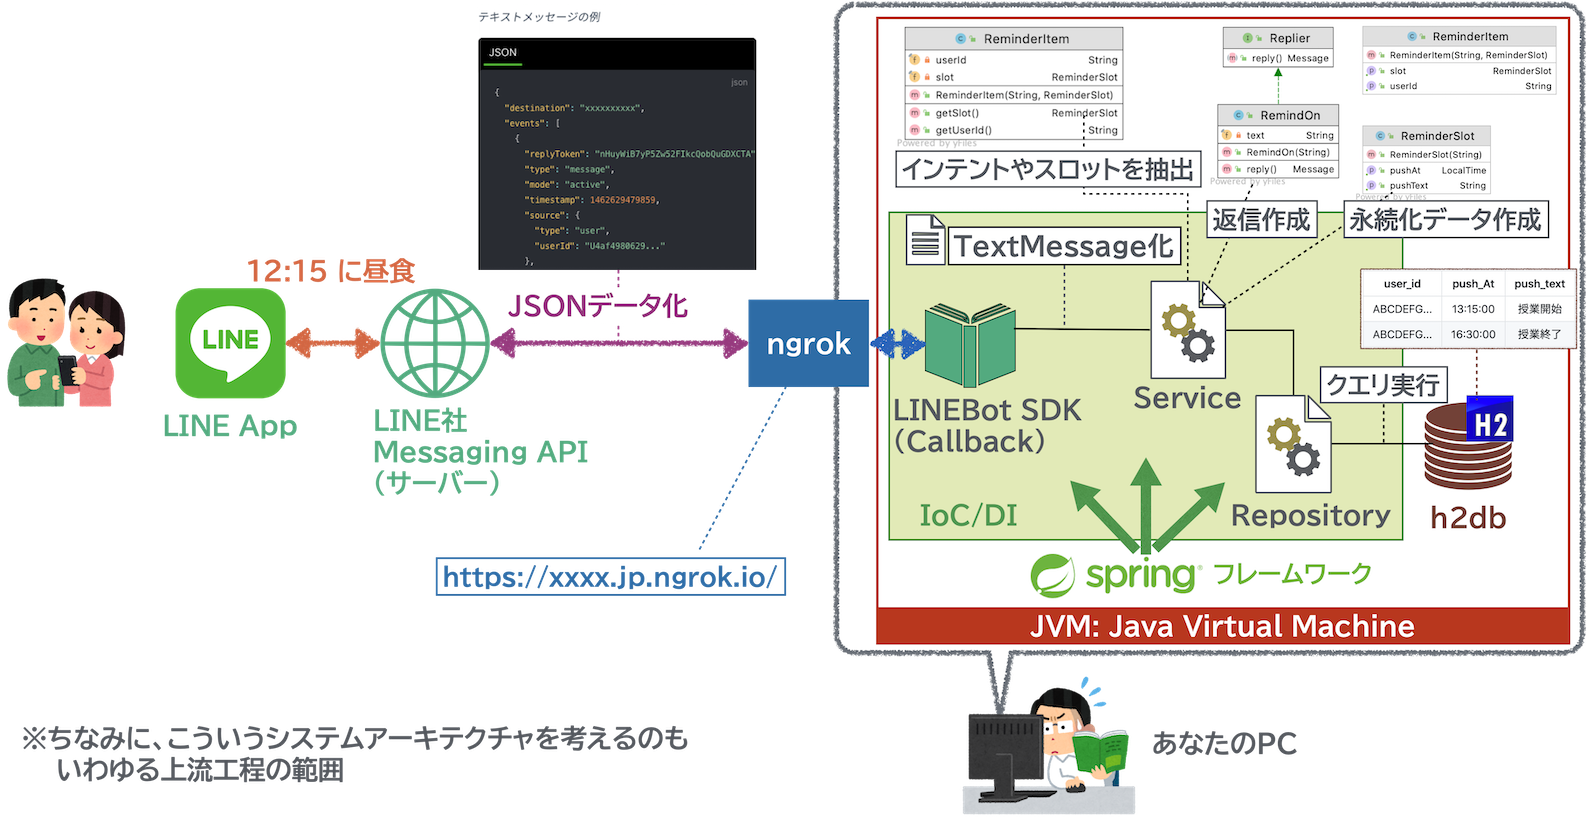 テキストメッセージの例
JSON
json
{
"destination": "xxxxxxxxxx",
"events": [
{
"replyToken": "nHuyWiB7yP5Zw52FIkcQobQuGDXCTA"
"type": "message",
"mode": "active",
"timestamp": 1462629479859,
"source": {
"type": "user",
"userId": "U4af4980629..."
},
12:15 に昼食
LINE
LINE App
LINE社
Messaging API
（サーバー）
JSONデータ化
ngrok
https://xxxx.jp.ngrok.io/
ReminderItem
userId String
slot ReminderSlot
ReminderItem(String, ReminderSlot)
getSlot() ReminderSlot
getUserId() String
Powered by yFiles
Replier
reply() Message
RemindOn
text String
RemindOn(String)
reply() Message
Powered by yFiles
ReminderItem
ReminderItem(String, ReminderSlot)
slot ReminderSlot
userId String
ReminderSlot
ReminderSlot(String)
pushAt LocalTime
pushText String
Powered by yFiles
インテントやスロットを抽出
返信作成
永続化データ作成
TextMessage化
user_id push_At push_text
ABCDEFG... 13:15:00 授業開始
ABCDEFG... 16:30:00 授業終了
LINEBot SDK
（Callback）
Service
クエリ実行
H2
Repository
h2db
IoC/DI
spring フレームワーク
JVM: Java Virtual Machine
あなたのPC
※ちなみに、こういうシステムアーキテクチャを考えるのも
いわゆる上流工程の範囲